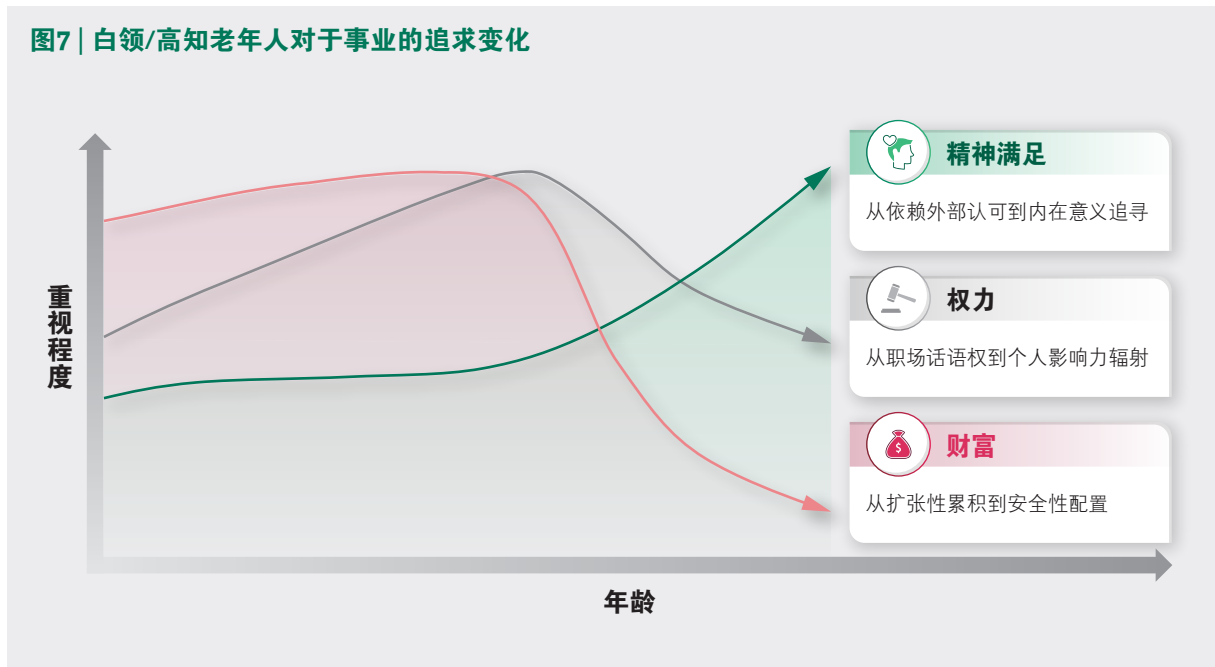 图7 | 白领/高知老年人对于事业的追求变化
重视程度
精神满足
从依赖外部认可到内在意义追寻
权力
从职场话语权到个人影响力辐射
$
财富
从扩张性累积到安全性配置
年龄